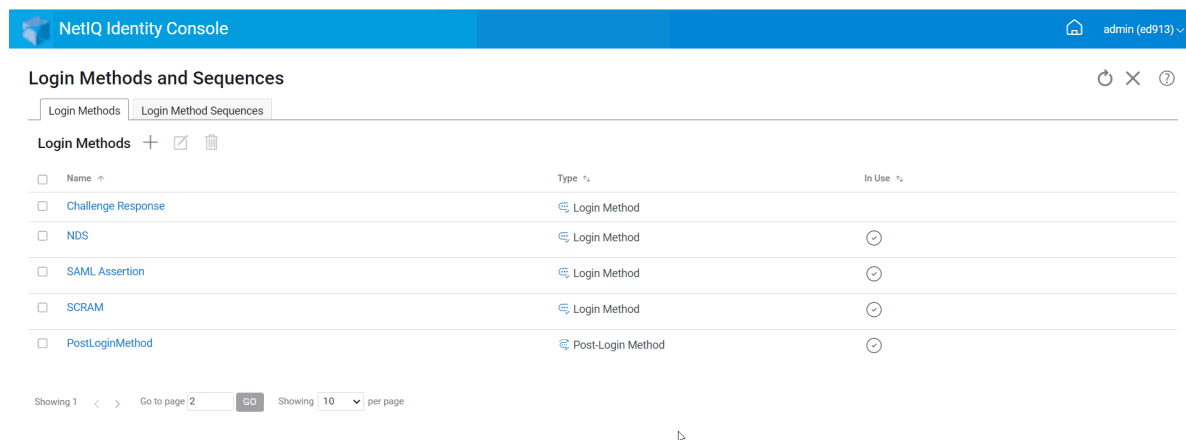 NetIQ Identity Console
admin (ed913)
Login Methods and Sequences
Login Methods Login Method Sequences
Login Methods
Name Type In Use
Challenge Response Login Method
NDS Login Method
SAML Assertion Login Method
SCRAM Login Method
PostLoginMethod Post-Login Method
Showing 1 < > Go to page 2 GO Showing 10 per page